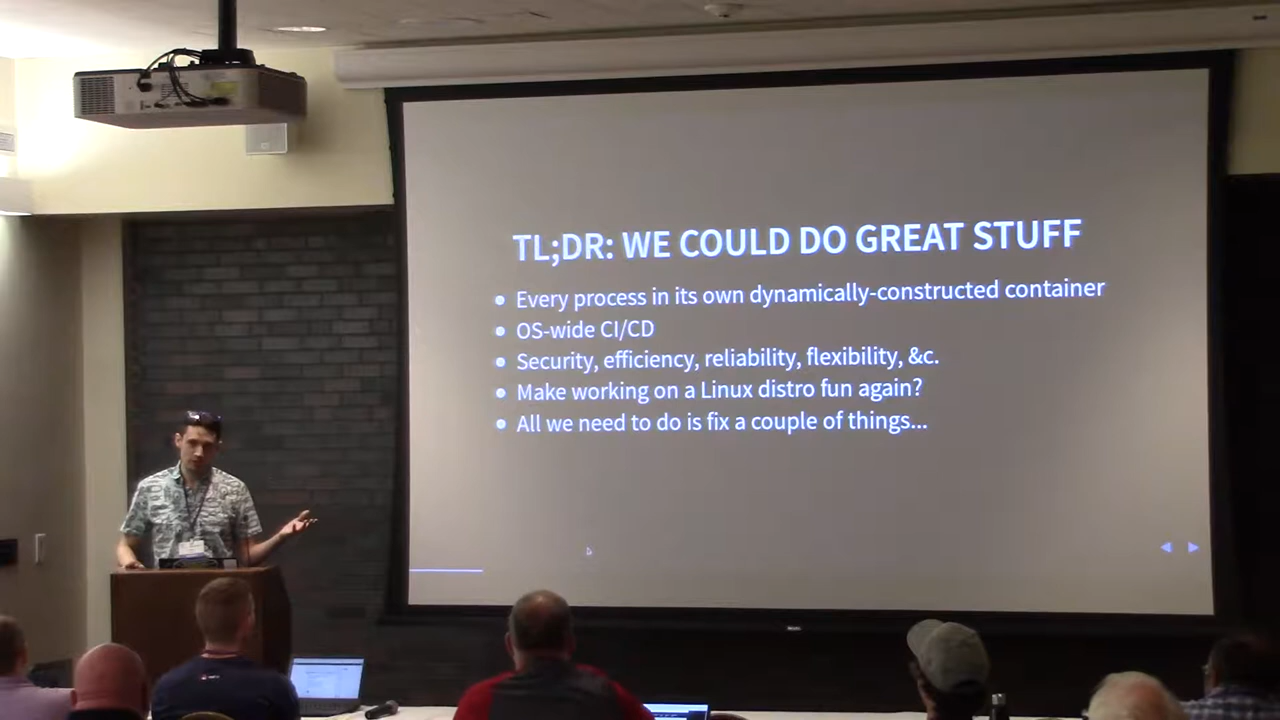 TL;DR: WE COULD DO GREAT STUFF
Every process in its own dynamically-constructed container
OS-wide CI/CD
Security, efficiency, reliability, flexibility, &c.
Make working on a Linux distro fun again?
All we need to do is fix a couple of things...